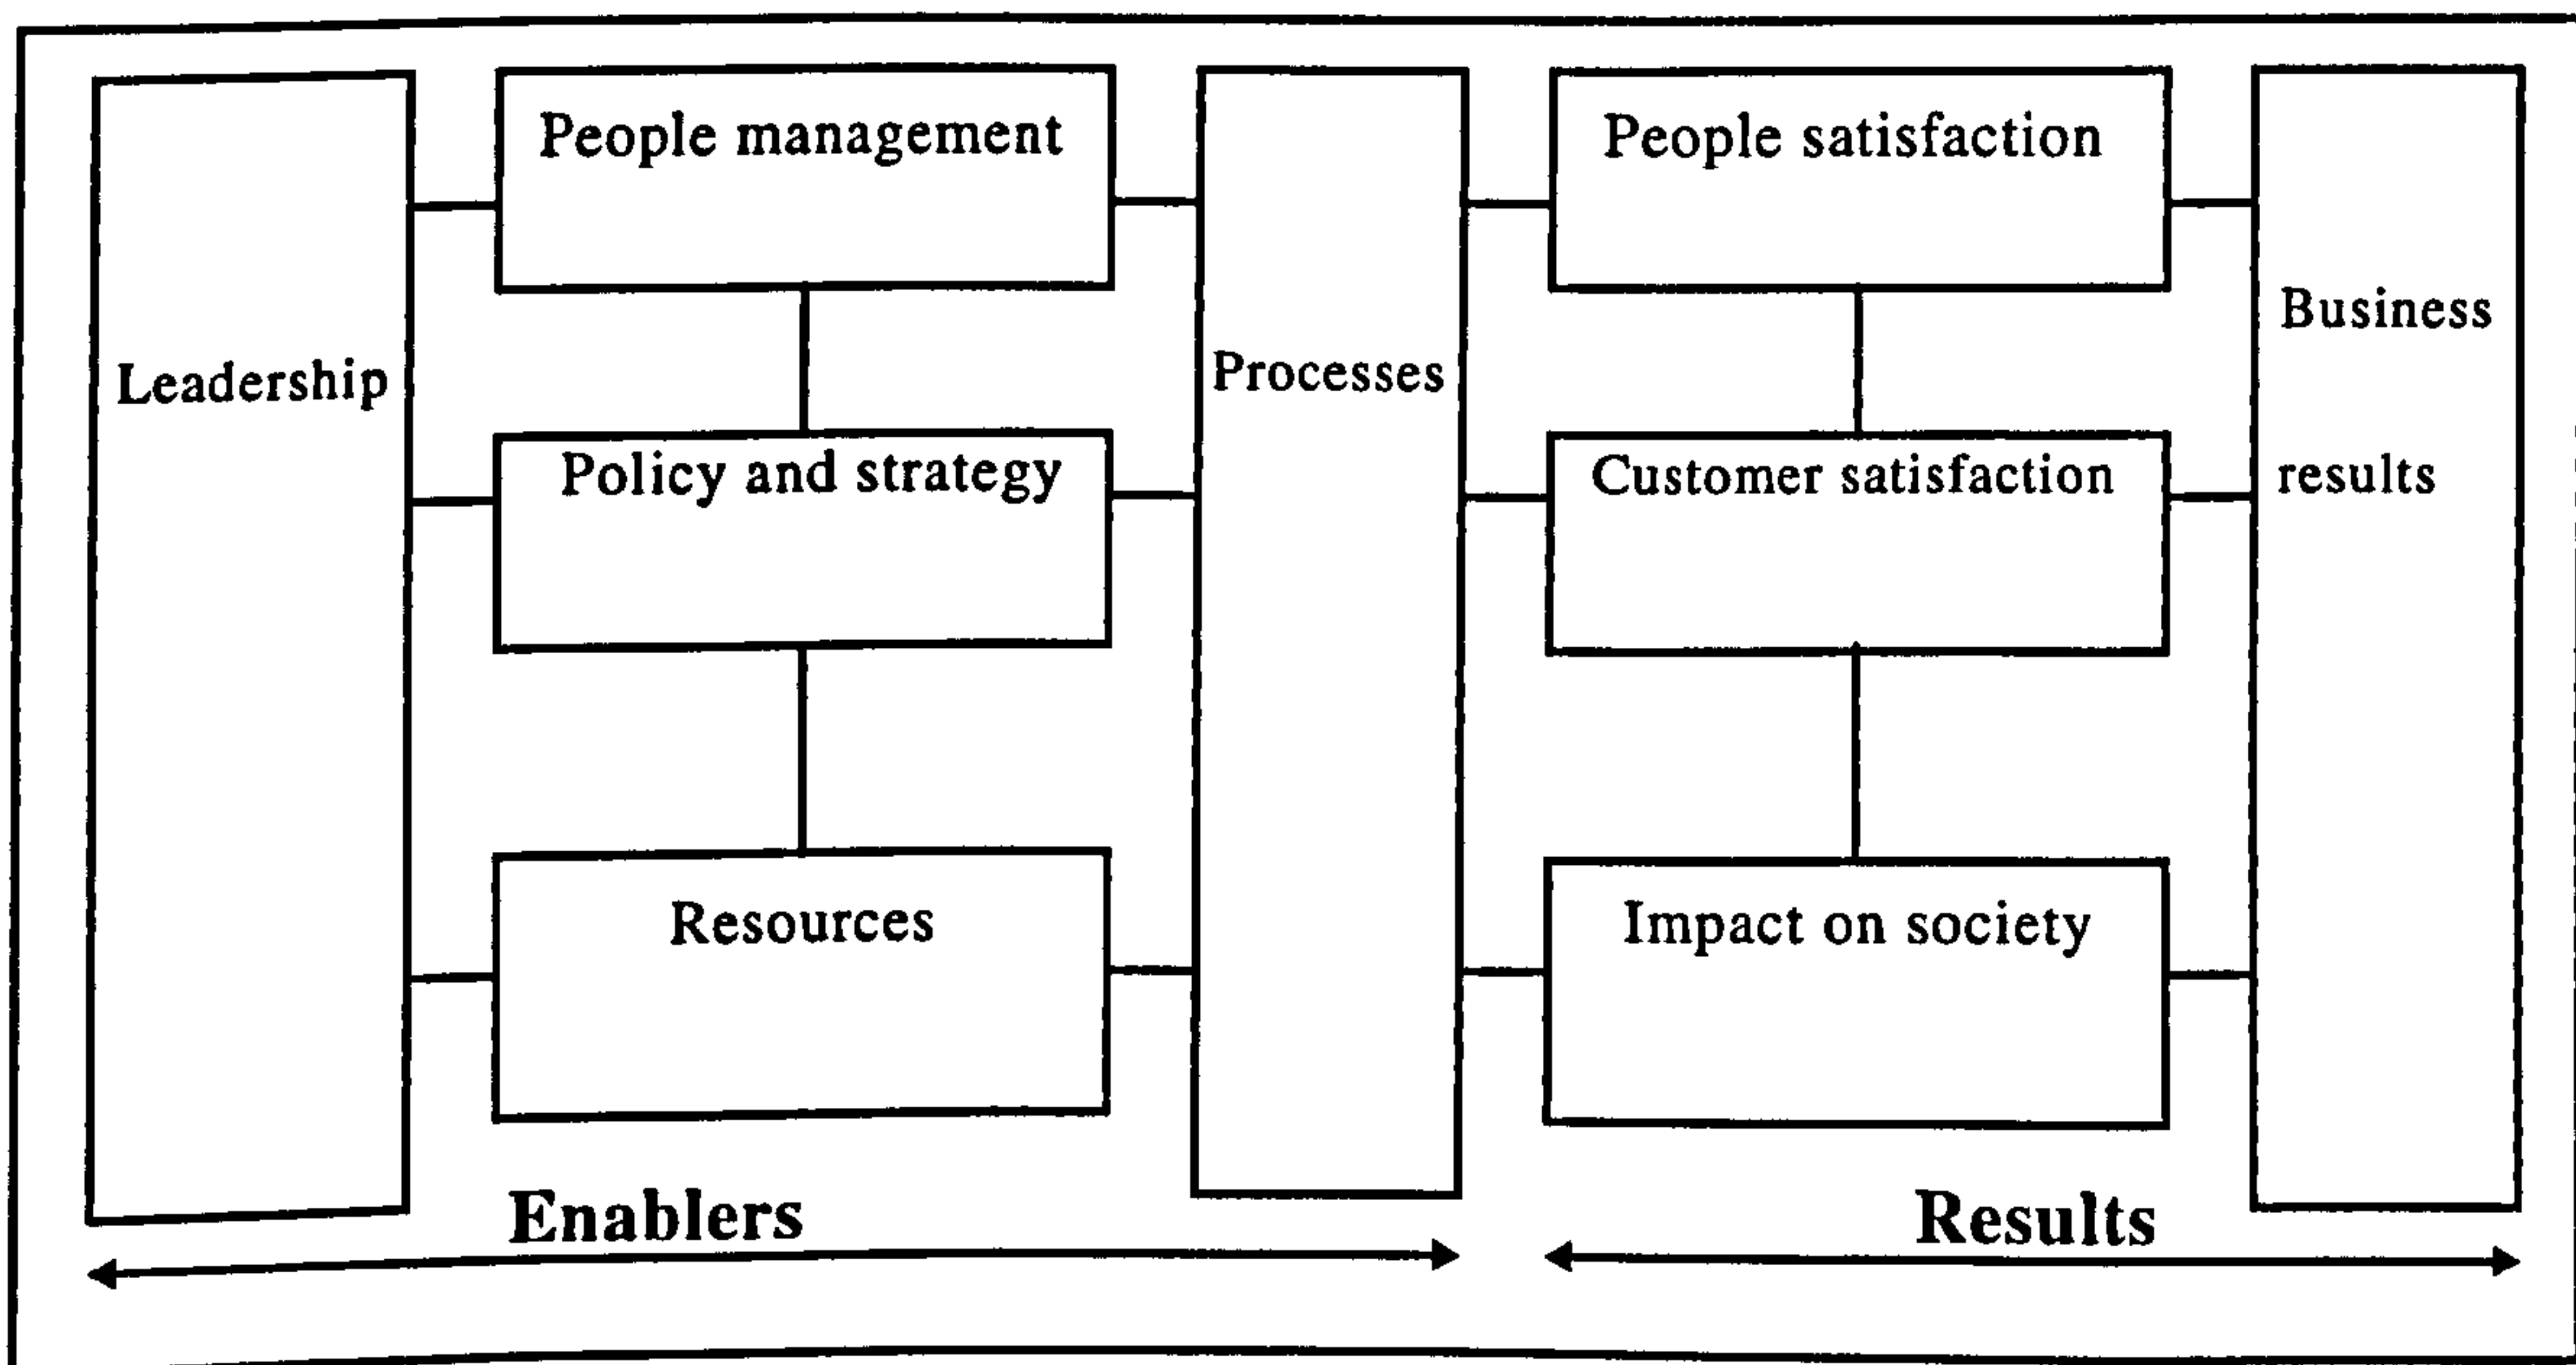 People management
People satisfaction
Business
Leadership
Processes
Policy and strategy
Customer satisfaction
results
Resources
Impact on society
Enablers
Results